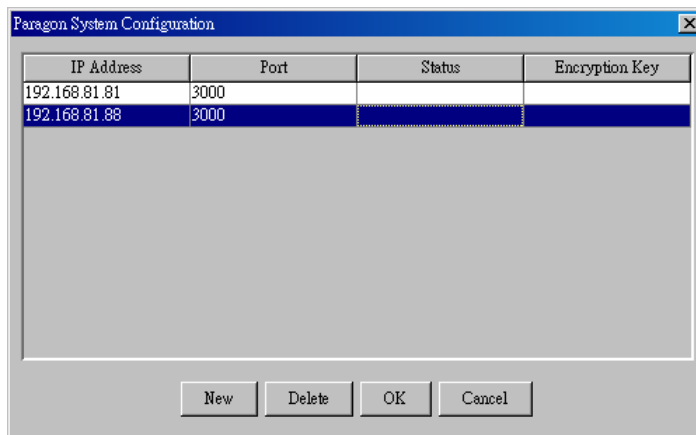 Paragon System Configuration
IP Address Port Status Encryption Key
192.168.81.81 3000
192.168.81.88 3000
New Delete OK Cancel